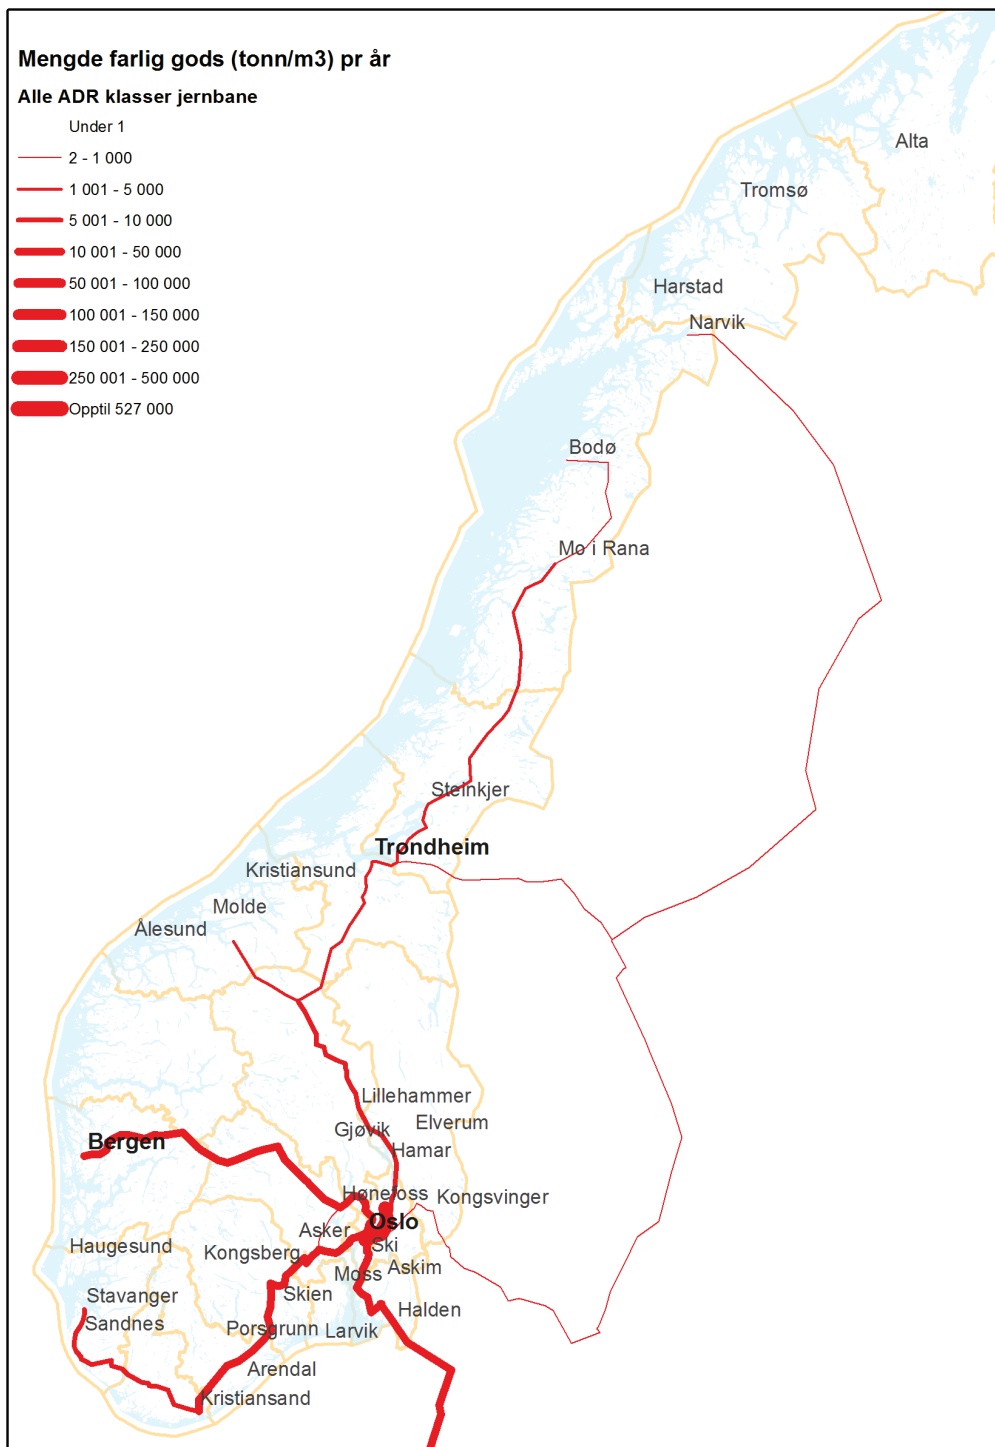 Mengde farlig gods (tonn/m3) pr år
Alle ADR klasser jernbane
Under 1
2 - 1 000
1 001 - 5 000
5 001 - 10 000
10 001 - 50 000
50 001 - 100 000
100 001 - 150 000
150 001 - 250 000
250 001 - 500 000
Opptil 527 000
Alta
Tromsø
Harstad
Narvik
Bodø
Mo i Rana
Steinkjer
Trondheim
Kristiansund
Molde
Ålesund
Lillehammer
Elverum
Gjøvik
Bergen
Hamar
Hønefoss
Kongsvinger
Oslo
Asker
Ski
Haugesund
Kongsberg
Askim
Moss
Stavanger
Skien
Halden
Sandnes
Porsgrunn
Larvik
Arendal
Kristiansand